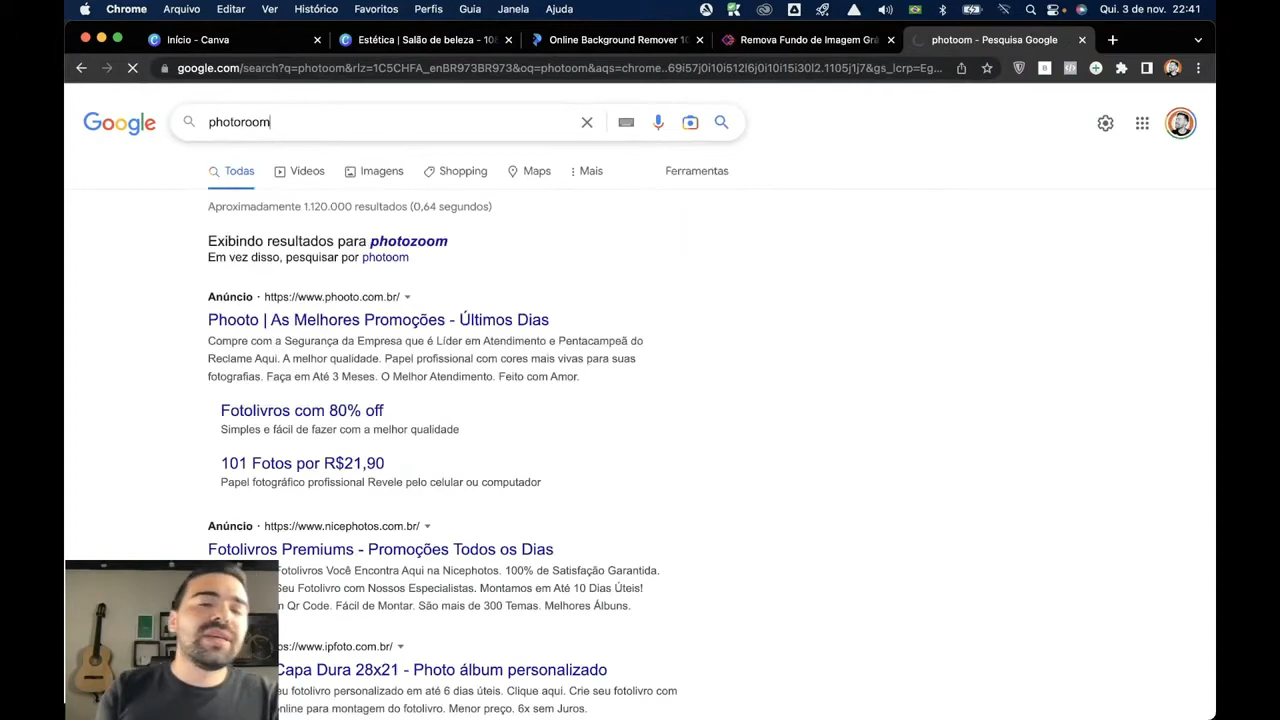 Chrome Arquivo Editar Ver Histórico Favoritos Perfis Guia Janela Ajuda Qui. 3 de nov. 22:41
Início - Canva Estética | Salão de beleza - 108 Online Background Remover 10 Remova Fundo de Imagem Grá photoom - Pesquisa Google
google.com/search?q=photoom&rlz=1C5CHFA_enBR973BR973&oq=photoom&aqs=chrome..69i57j0i10i512l6j0i10i15i30l2.1105j1j7&gs_lcrp=Eg...
Google photoroom
Todas Vídeos Imagens Shopping Maps Mais Ferramentas
Aproximadamente 1.120.000 resultados (0,64 segundos)
Exibindo resultados para photozoom
Em vez disso, pesquisar por photoom
Anúncio · https://www.phooto.com.br/
Phooto | As Melhores Promoções - Últimos Dias
Compre com a Segurança da Empresa que é Líder em Atendimento e Pentacampeã do
Reclame Aqui. A melhor qualidade. Papel profissional com cores mais vivas para suas
fotografias. Faça em Até 3 Meses. O Melhor Atendimento. Feito com Amor.
Fotolivros com 80% off
Simples e fácil de fazer com a melhor qualidade
101 Fotos por R$21,90
Papel fotográfico profissional Revele pelo celular ou computador
Anúncio · https://www.nicephotos.com.br/
Fotolivros Premiums - Promoções Todos os Dias
Fotolivros Você Encontra Aqui na Nicephotos. 100% de Satisfação Garantida.
Seu Fotolivro com Nossos Especialistas. Montamos em Até 10 Dias Úteis!
Qr Code. Fácil de Montar. São mais de 300 Temas. Melhores Álbuns.
ps://www.ipfoto.com.br/
Capa Dura 28x21 - Photo álbum personalizado
eu fotolivro personalizado em até 6 dias úteis. Clique aqui. Crie seu fotolivro com
nline para montagem do fotolivro. Menor preço. 6x sem Juros.